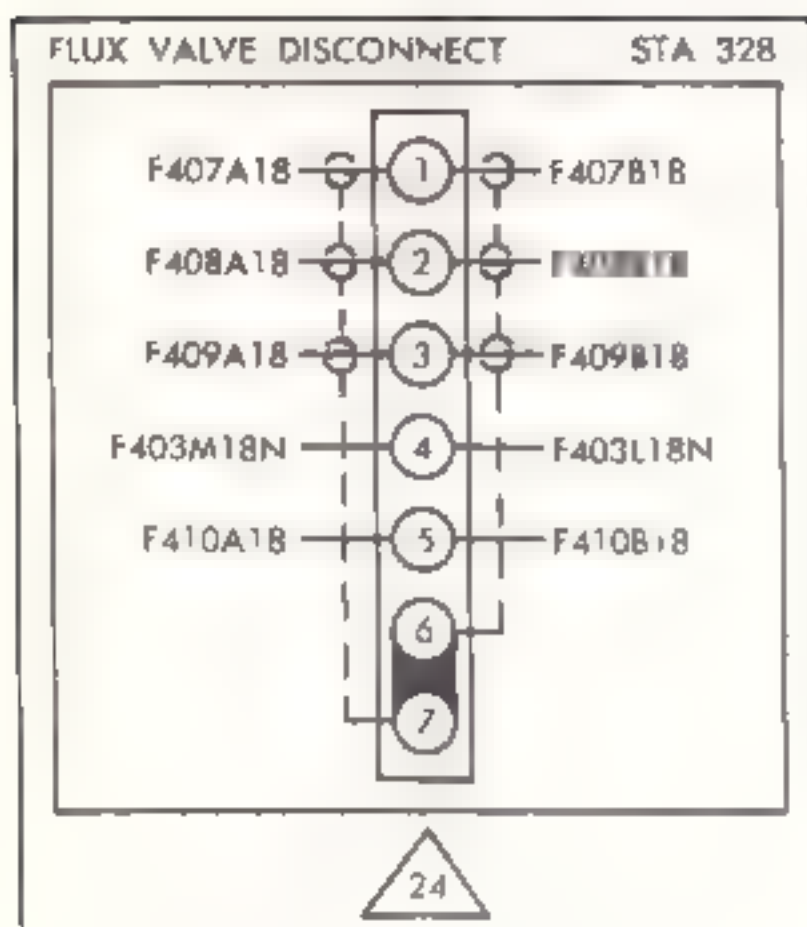 FLUX VALVE DISCONNECT STA 328
F407A18 1 F407B18
F408A18 2
F409A18 3 F409B18
F403M18N 4 F403L18N
F410A18 5 F410B18
6
7
24